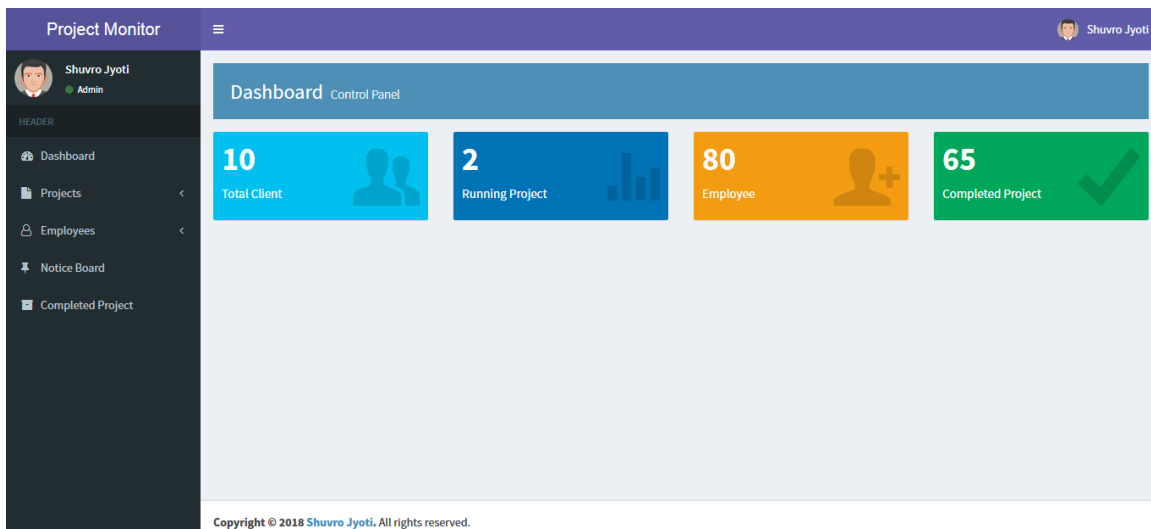 Project Monitor
Shuvro Jyoti
Shuvro Jyoti
Admin
HEADER
Dashboard
Projects
Employees
Notice Board
Completed Project
Dashboard Control Panel
10
Total Client
2
Running Project
80
Employee
65
Completed Project
Copyright © 2018 Shuvro Jyoti. All rights reserved.